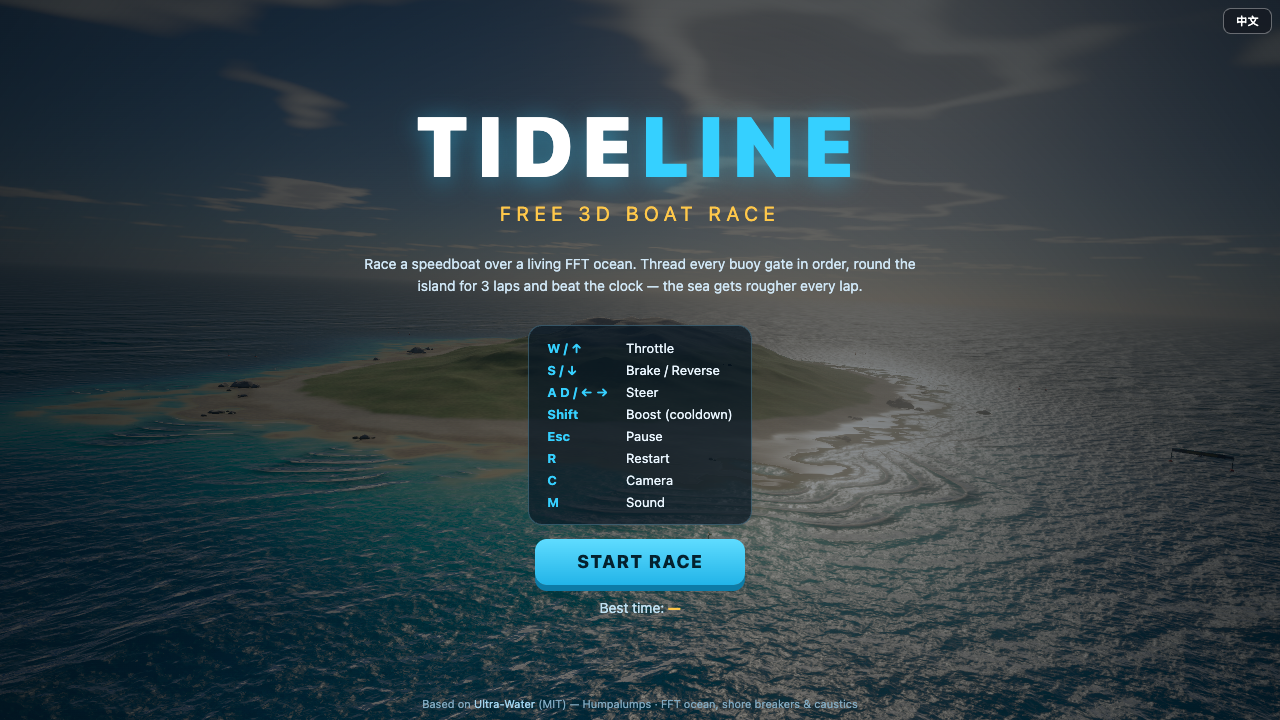 中文
TIDELINE
FREE 3D BOAT RACE
Race a speedboat over a living FFT ocean. Thread every buoy gate in order, round the
island for 3 laps and beat the clock — the sea gets rougher every lap.
W / ↑ Throttle
S / ↓ Brake / Reverse
A D / ← → Steer
Shift Boost (cooldown)
Esc Pause
R Restart
C Camera
M Sound
START RACE
Best time: —
Based on Ultra-Water (MIT) — Humpalumps · FFT ocean, shore breakers & caustics